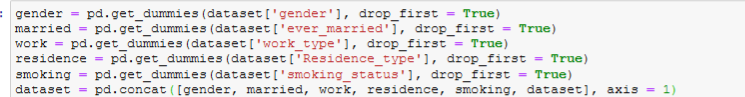 : gender = pd.get_dummies(dataset['gender'], drop_first = True)
married = pd.get_dummies(dataset['ever_married'], drop_first = True)
work = pd.get_dummies(dataset['work_type'], drop_first = True)
residence = pd.get_dummies(dataset['Residence_type'], drop_first = True)
smoking = pd.get_dummies(dataset['smoking_status'], drop_first = True)
dataset = pd.concat([gender, married, work, residence, smoking, dataset], axis = 1)